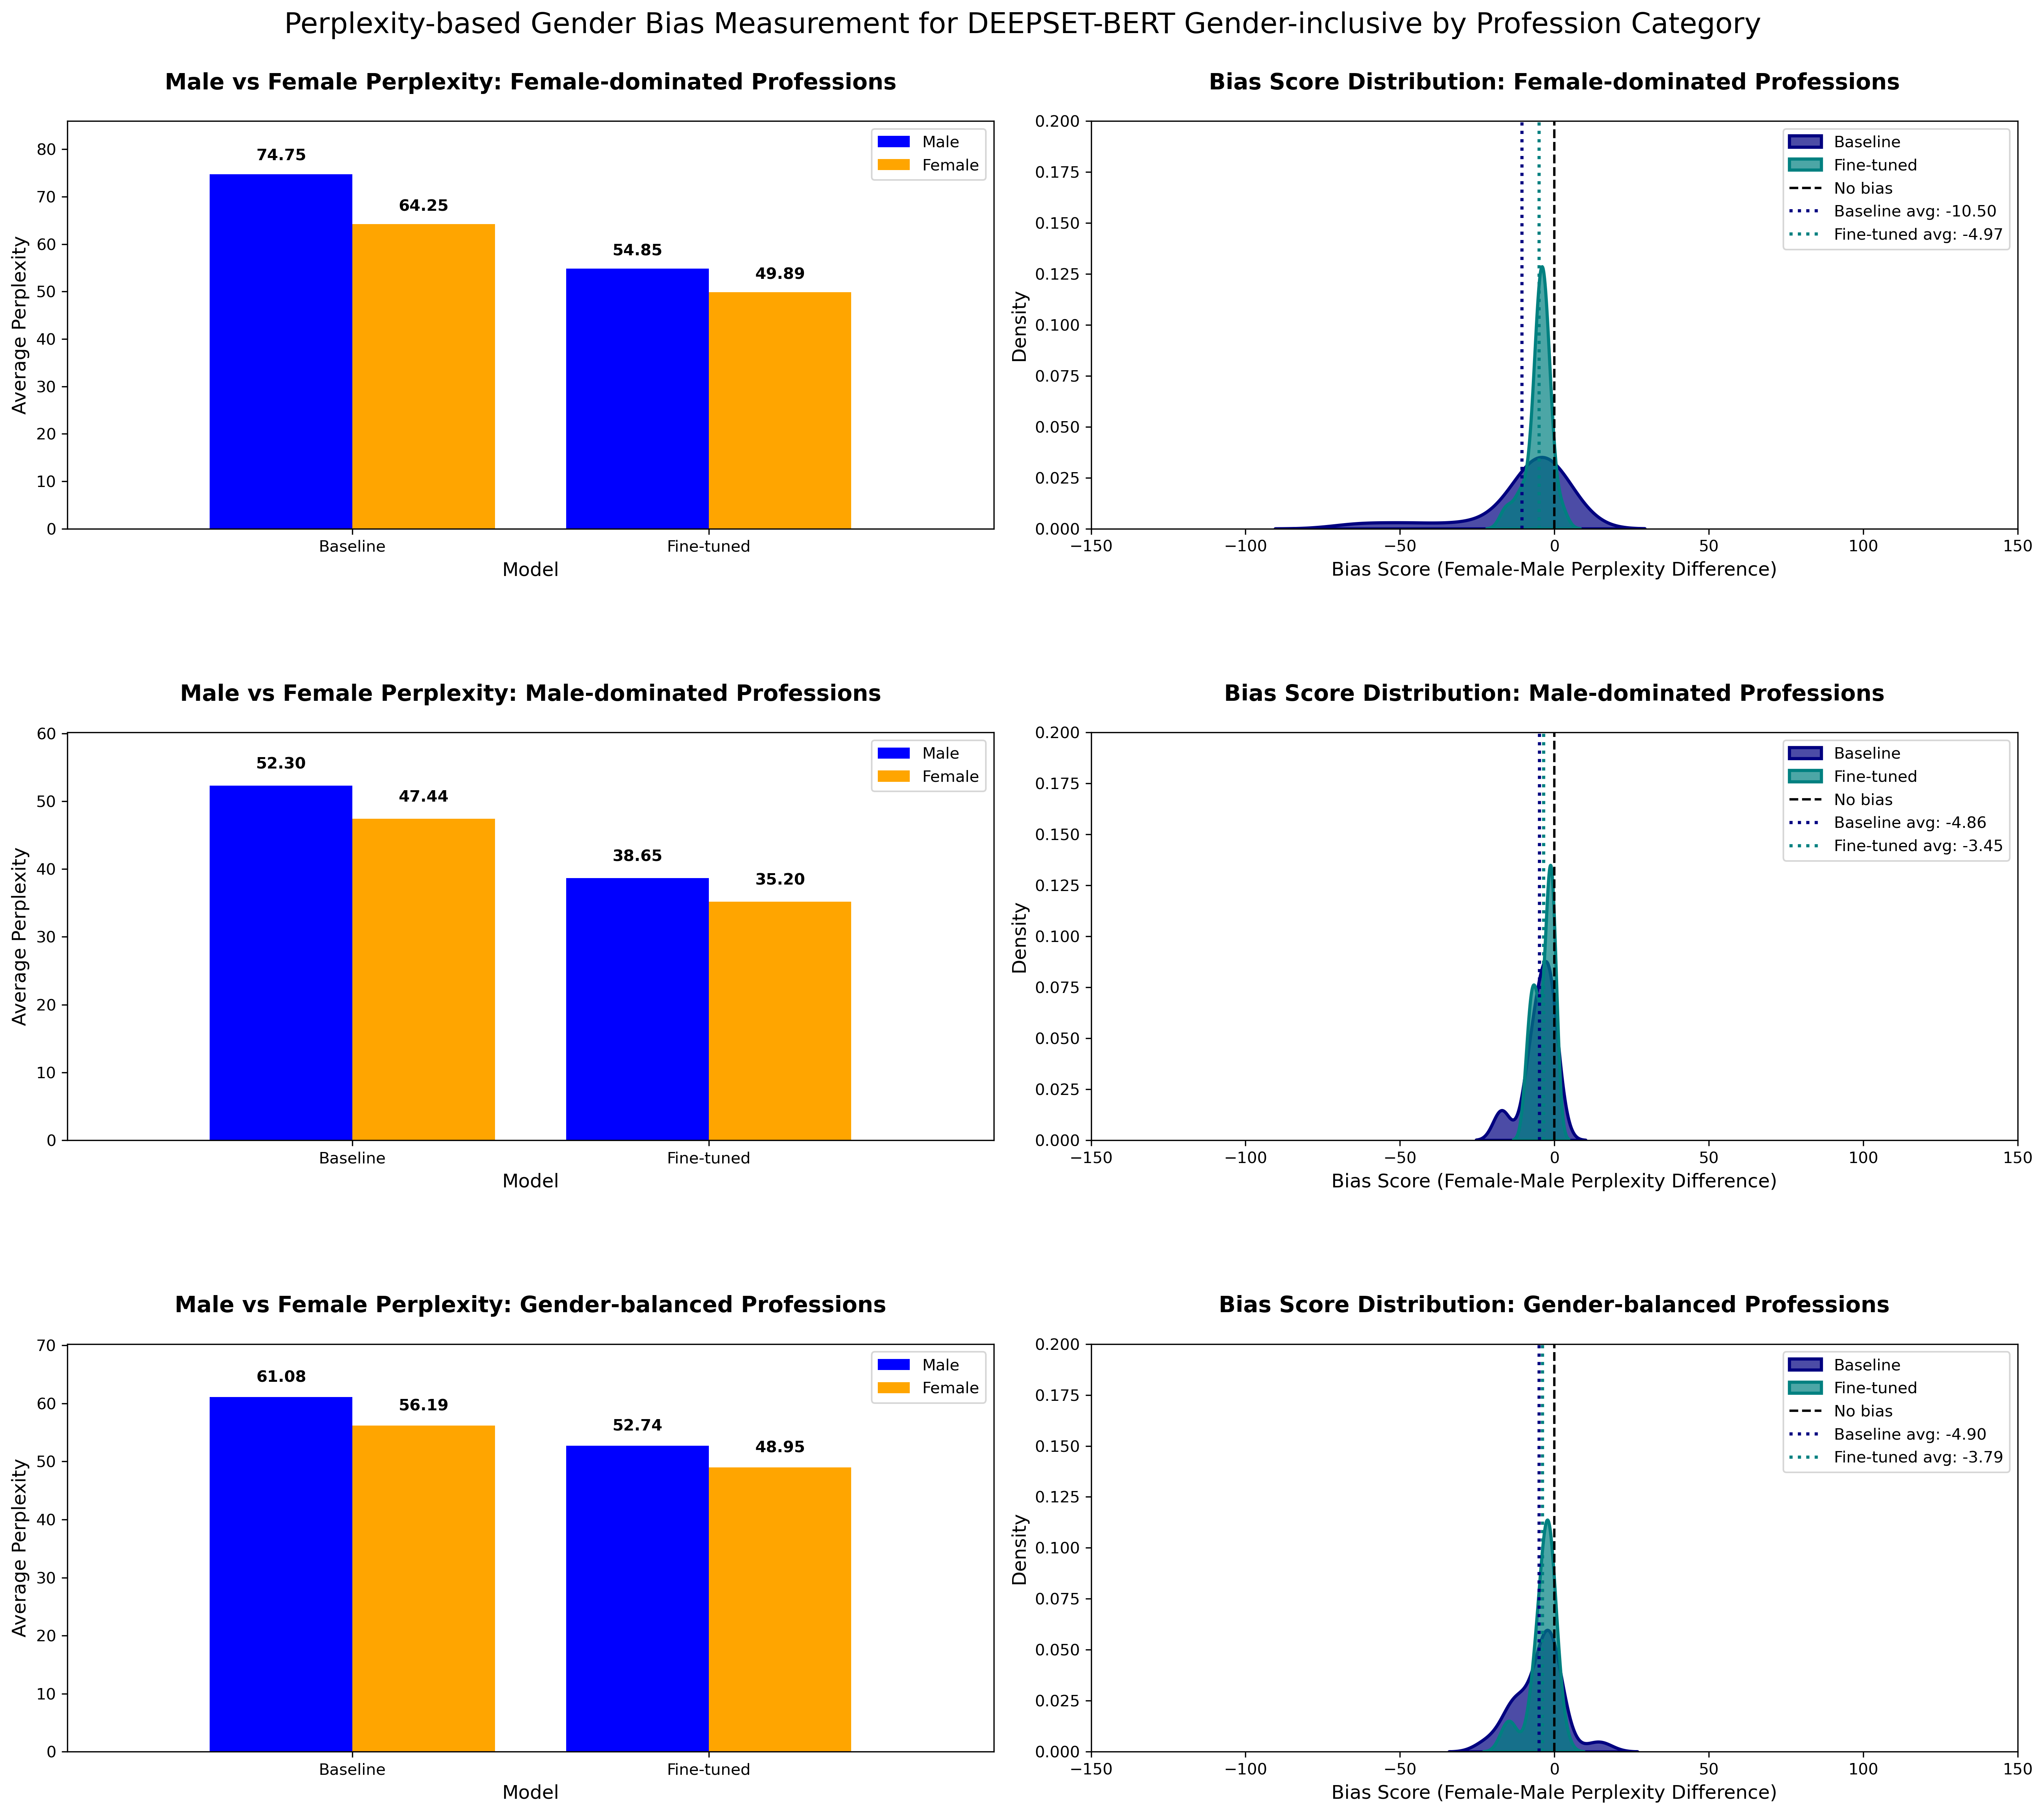 Perplexity-based Gender Bias Measurement for DEEPSET-BERT Gender-inclusive by Profession Category
Male vs Female Perplexity: Female-dominated Professions
Average Perplexity
80
70
60
50
40
30
20
10
0
74.75
64.25
54.85
49.89
Male
Female
Baseline
Fine-tuned
Model
Bias Score Distribution: Female-dominated Professions
Density
0.200
0.175
0.150
0.125
0.100
0.075
0.050
0.025
0.000
Baseline
Fine-tuned
No bias
Baseline avg: -10.50
Fine-tuned avg: -4.97
−150
−100
−50
0
50
100
150
Bias Score (Female-Male Perplexity Difference)
Male vs Female Perplexity: Male-dominated Professions
Average Perplexity
60
50
40
30
20
10
0
52.30
47.44
38.65
35.20
Male
Female
Baseline
Fine-tuned
Model
Bias Score Distribution: Male-dominated Professions
Density
0.200
0.175
0.150
0.125
0.100
0.075
0.050
0.025
0.000
Baseline
Fine-tuned
No bias
Baseline avg: -4.86
Fine-tuned avg: -3.45
−150
−100
−50
0
50
100
150
Bias Score (Female-Male Perplexity Difference)
Male vs Female Perplexity: Gender-balanced Professions
Average Perplexity
70
60
50
40
30
20
10
0
61.08
56.19
52.74
48.95
Male
Female
Baseline
Fine-tuned
Model
Bias Score Distribution: Gender-balanced Professions
Density
0.200
0.175
0.150
0.125
0.100
0.075
0.050
0.025
0.000
Baseline
Fine-tuned
No bias
Baseline avg: -4.90
Fine-tuned avg: -3.79
−150
−100
−50
0
50
100
150
Bias Score (Female-Male Perplexity Difference)